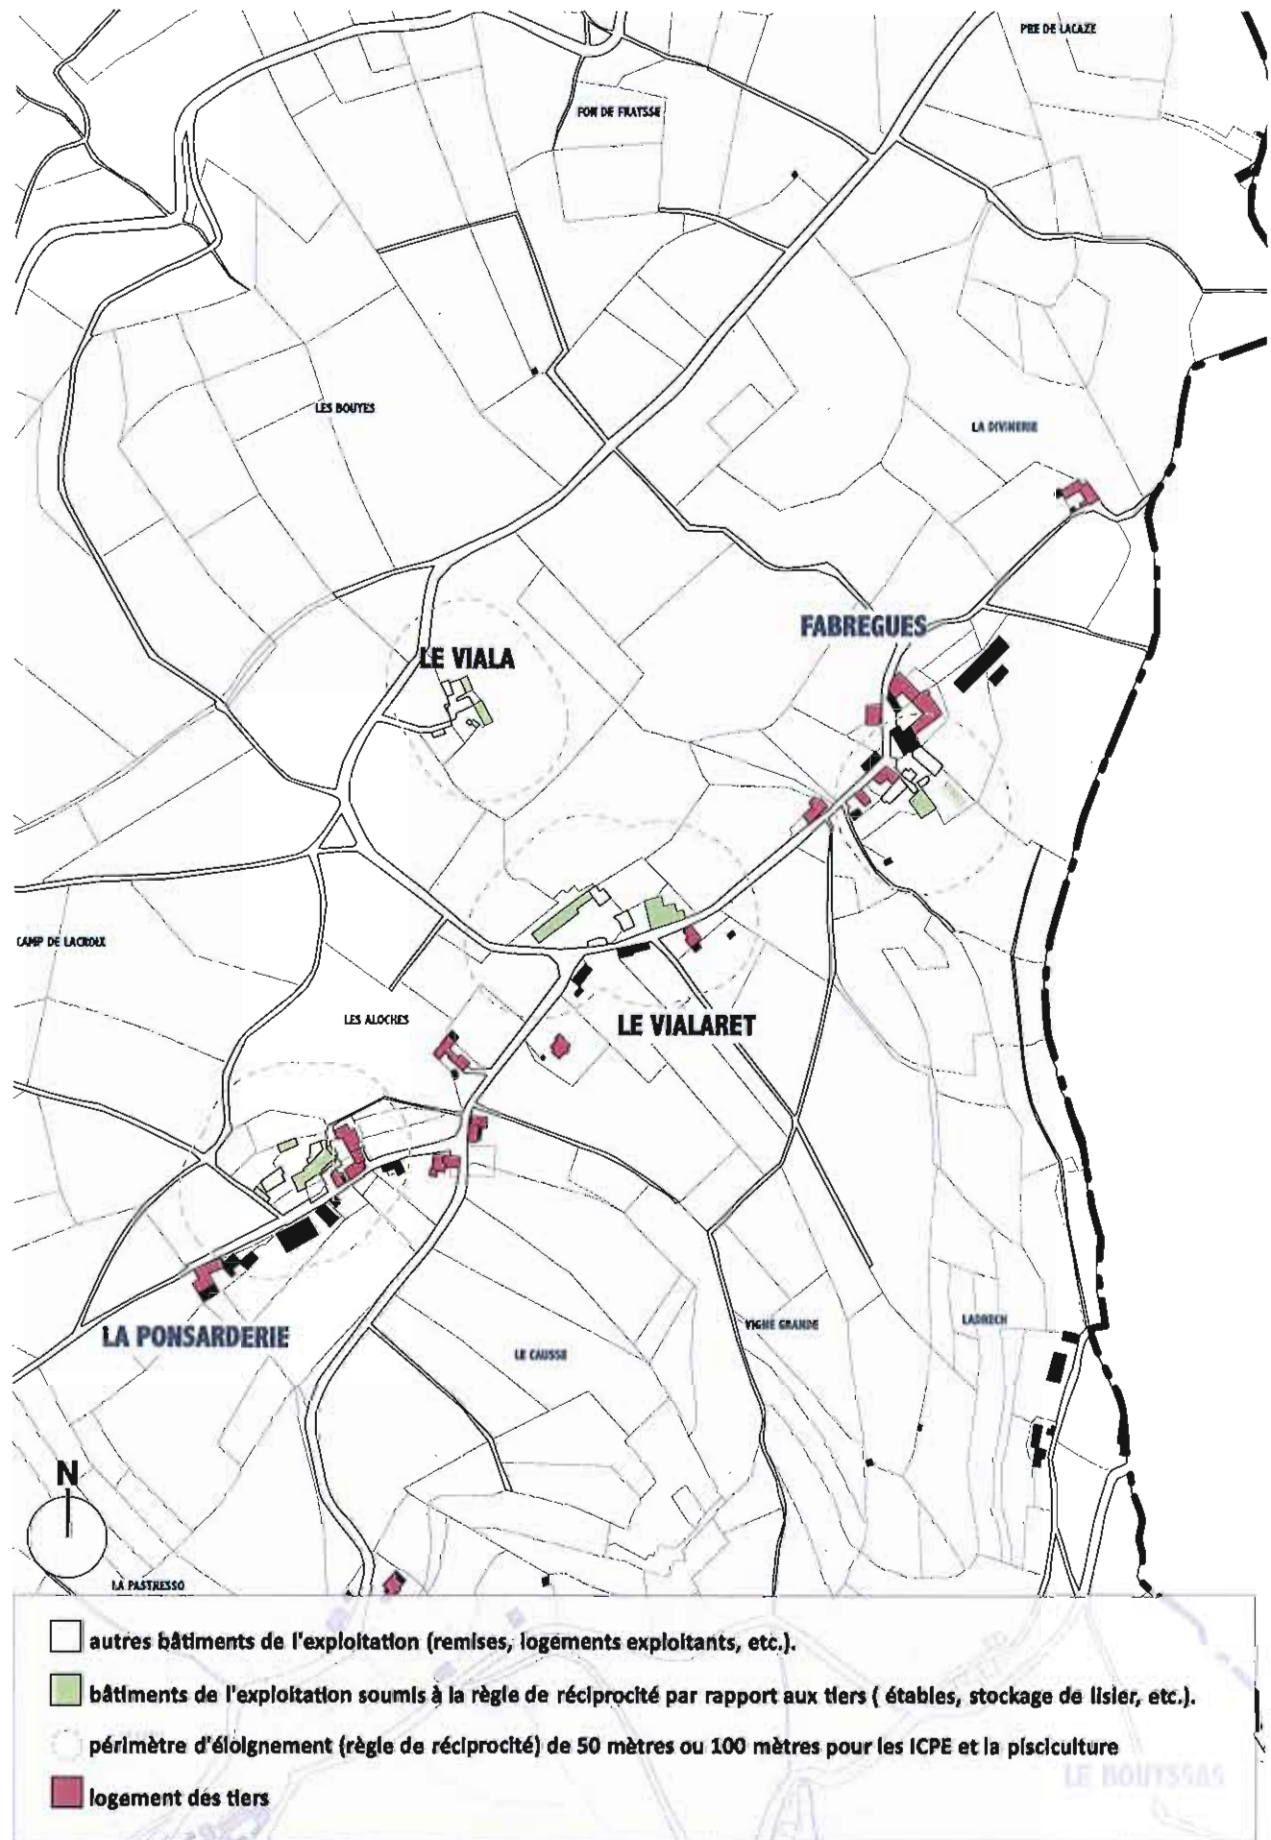 PRE DE LACAZE
FON DE FRAYSSE
LES BOUYES
LA DIVINERIE
FABREGUES
LE VIALA
CAMP DE LACROIX
LES ALOCHES
LE VIALARET
LA PONSARDERIE
VIGNE GRANDE
LADRECH
LE CAUSSE
N
LA PASTRESSO
autres bâtiments de l'exploitation (remises, logements exploitants, etc.).
bâtiments de l'exploitation soumis à la règle de réciprocité par rapport aux tiers ( étables, stockage de lisier, etc.).
périmètre d'éloignement (règle de réciprocité) de 50 mètres ou 100 mètres pour les ICPE et la pisciculture
LE BOUYSSAS
logement des tiers